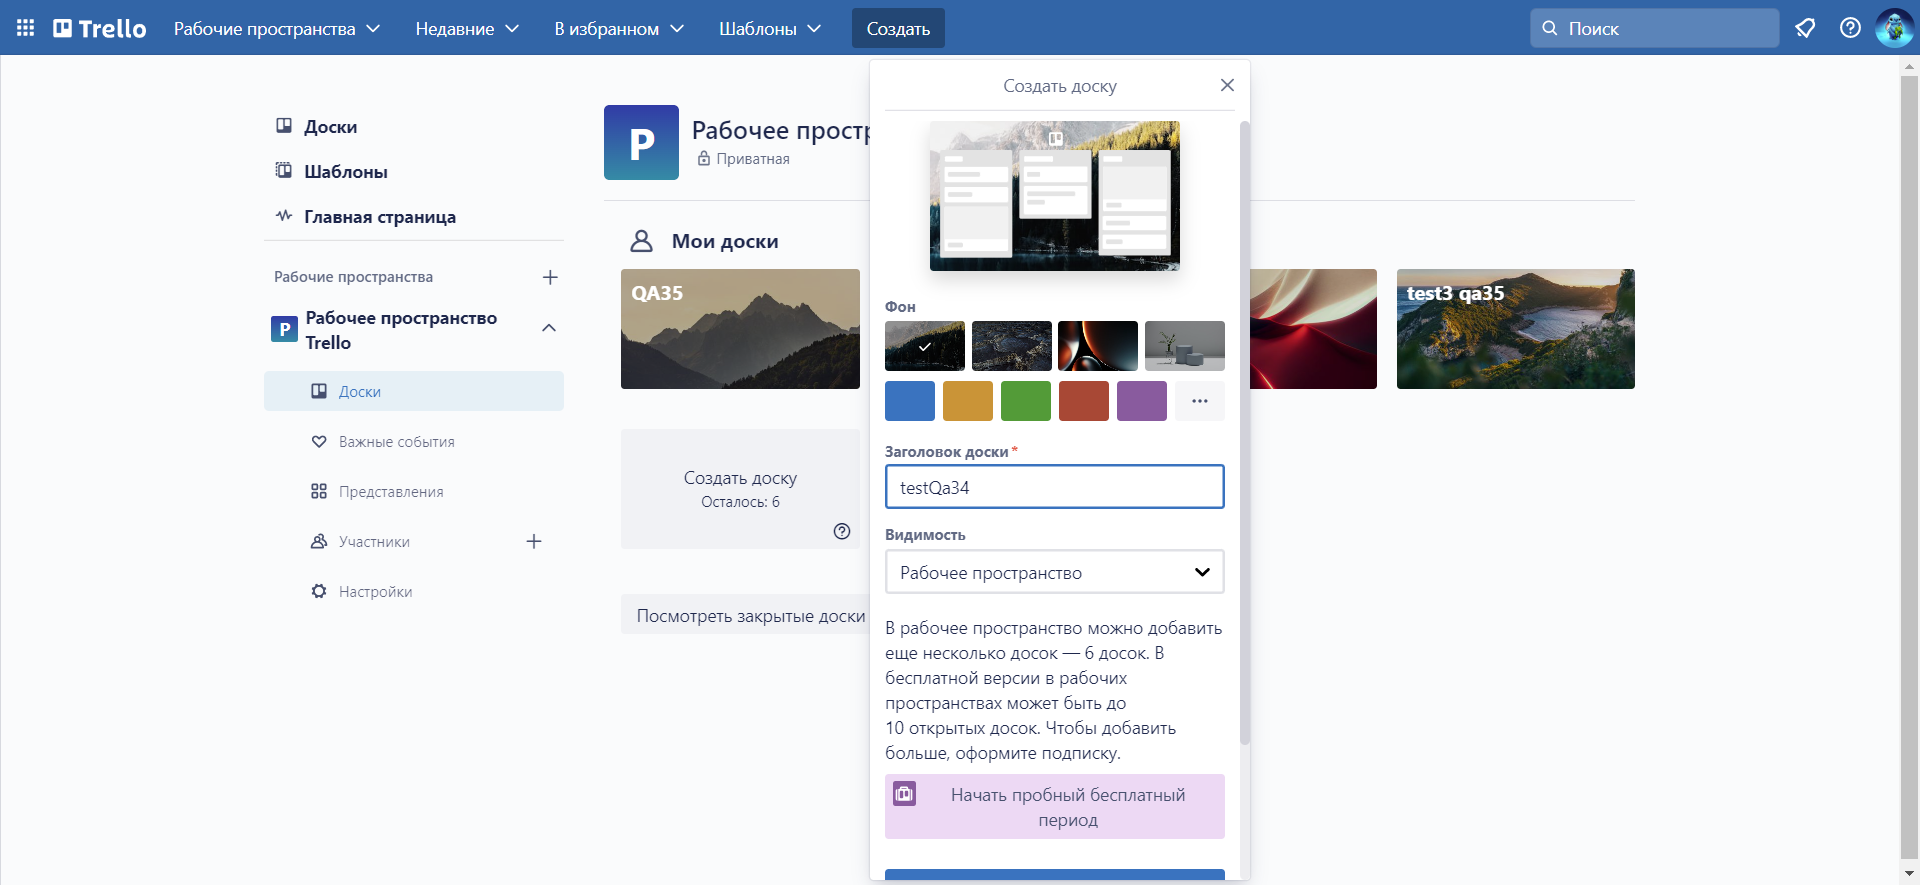 Trello
Рабочие пространства
Недавние
В избранном
Шаблоны
Создать
Поиск
Доски
Шаблоны
Главная страница
Рабочие пространства
P
Рабочее пространство
Trello
Доски
Важные события
Представления
Участники
Настройки
P
Рабочее
Приватная
Мои доски
QA35
test3 qa35
Создать доску
Осталось: 6
Посмотреть закрытые доски
Создать доску
Фон
Заголовок доски *
testQa34
Видимость
Рабочее пространство
В рабочее пространство можно добавить
еще несколько досок — 6 досок. В
бесплатной версии в рабочих
пространствах может быть до
10 открытых досок. Чтобы добавить
больше, оформите подписку.
Начать пробный бесплатный
период